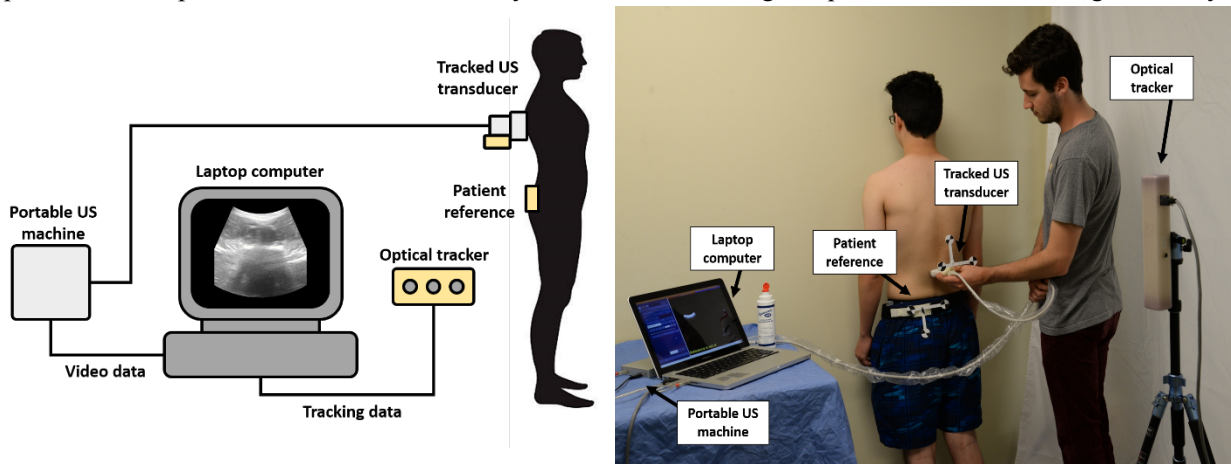 Tracked US
transducer
Laptop computer
Patient
reference
Portable US
machine
Optical tracker
Video data
Tracking data
Optical
tracker
Tracked US
transducer
Laptop
computer
Patient
reference
Portable US
machine